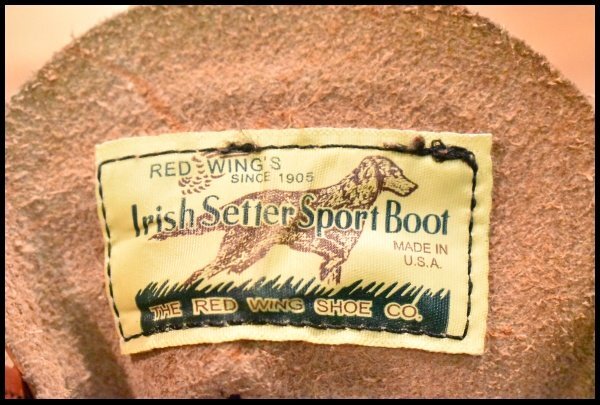 RED WING'S
SINCE 1905
Irish Setter Sport Boot
MADE IN
U.S.A.
THE RED WING SHOE CO.